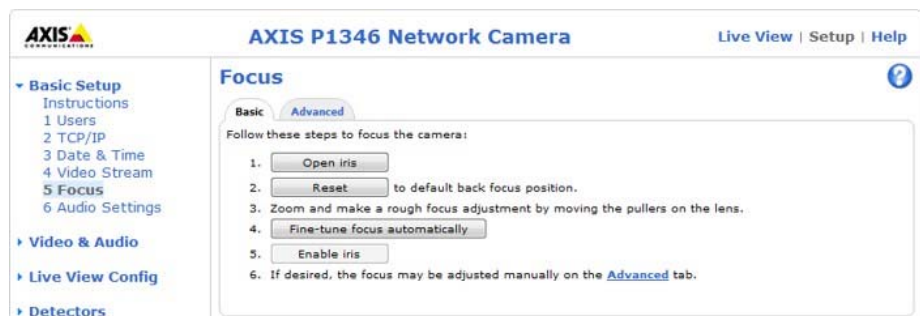 AXIS
COMMUNICATIONS
AXIS P1346 Network Camera
Live View | Setup | Help
Basic Setup
Instructions
1 Users
2 TCP/IP
3 Date & Time
4 Video Stream
5 Focus
6 Audio Settings
Video & Audio
Live View Config
Detectors
Focus
?
Basic
Advanced
Follow these steps to focus the camera:
1. Open iris
2. Reset to default back focus position.
3. Zoom and make a rough focus adjustment by moving the pullers on the lens.
4. Fine-tune focus automatically
5. Enable iris
6. If desired, the focus may be adjusted manually on the Advanced tab.